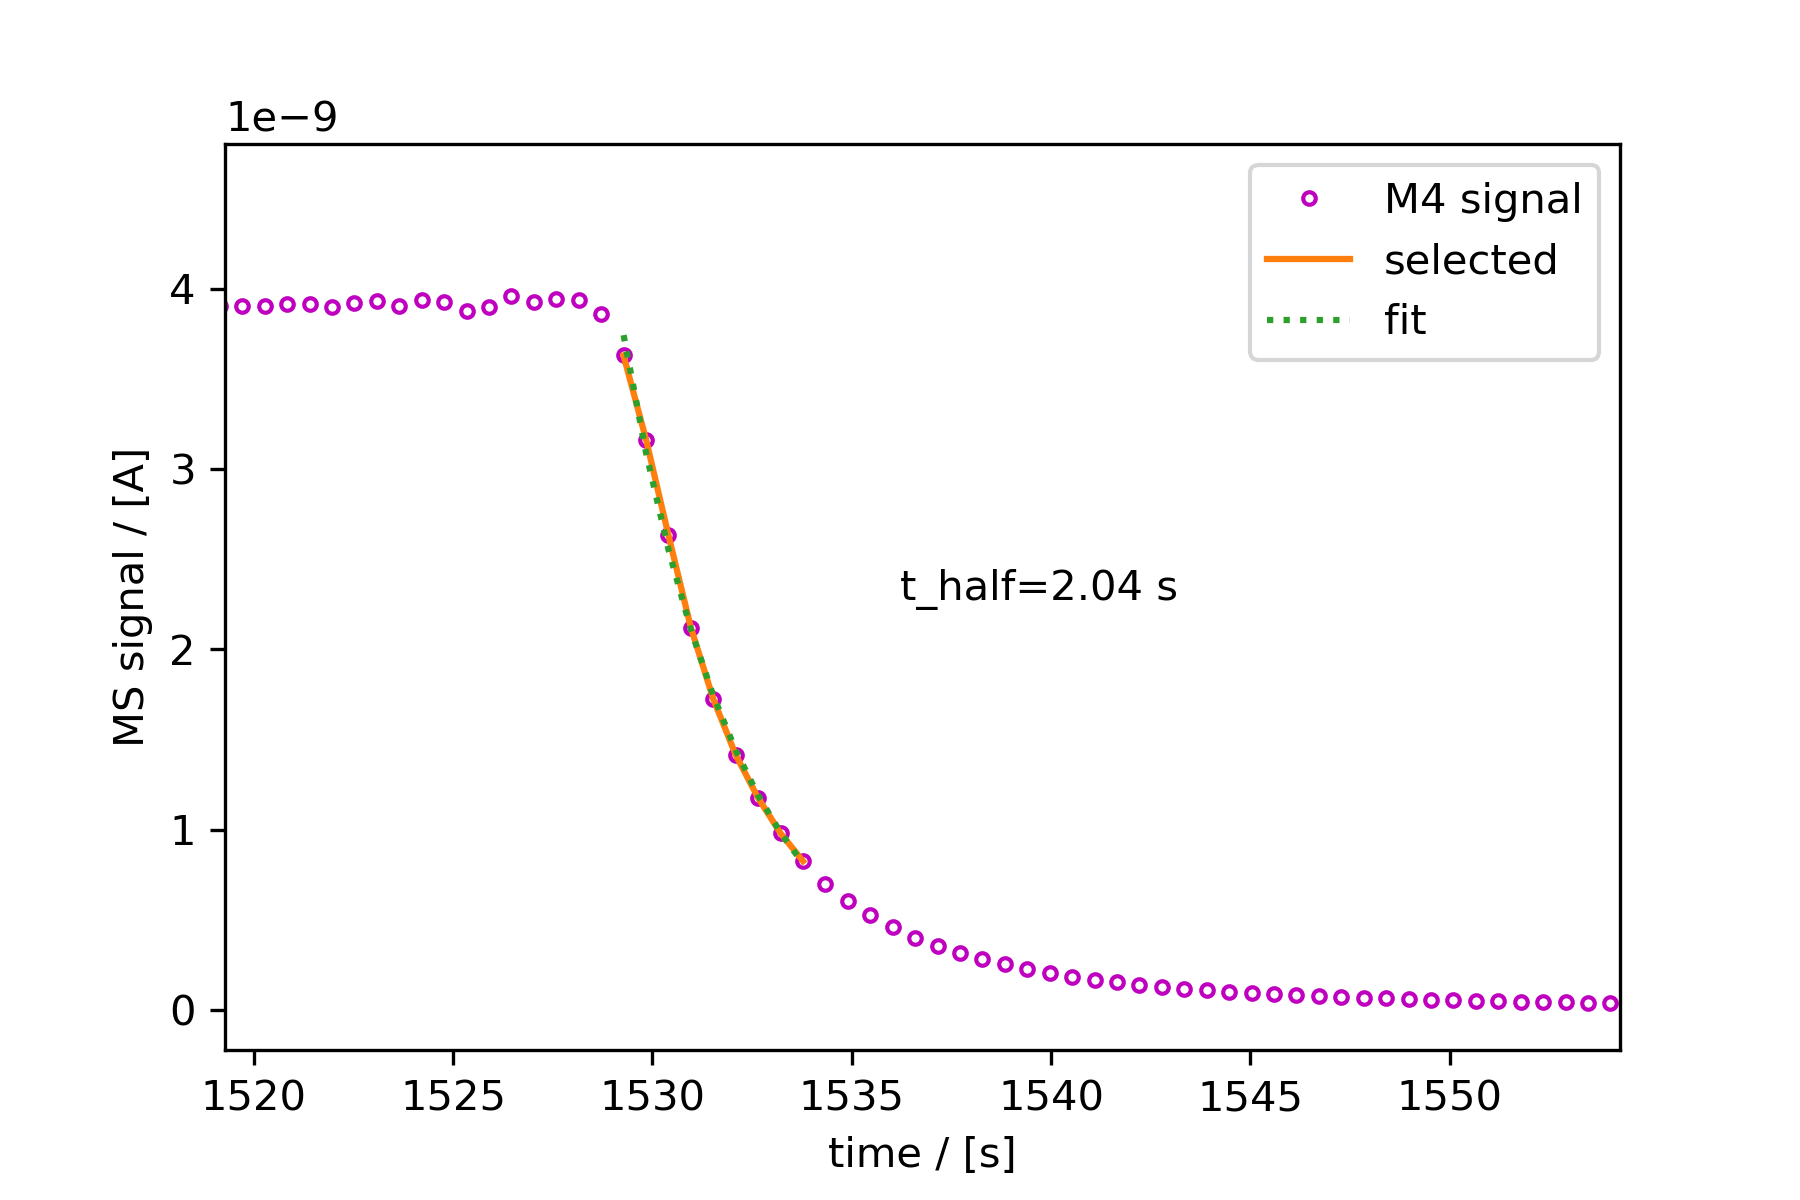 1e−9
M4 signal
selected
fit
4
3
2
1
0
MS signal / [A]
t_half=2.04 s
1520 1525 1530 1535 1540 1545 1550
time / [s]